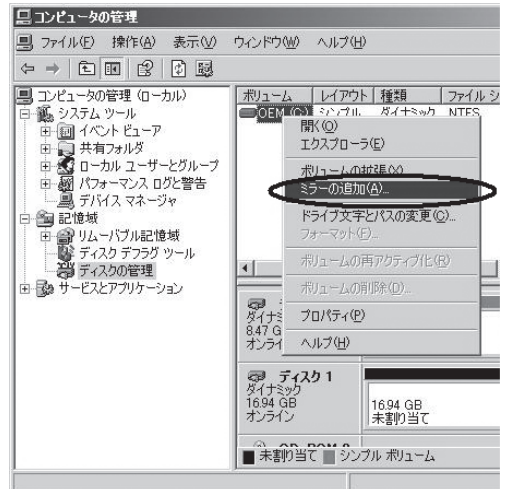 コンピュータの管理
ファイル(F) 操作(A) 表示(V) ウィンドウ(W) ヘルプ(H)
コンピュータの管理 (ローカル)
システム ツール
イベント ビューア
共有フォルダ
ローカル ユーザーとグループ
パフォーマンス ログと警告
デバイス マネージャ
記憶域
リムーバブル記憶域
ディスク デフラグ ツール
ディスクの管理
サービスとアプリケーション
ボリューム レイアウト 種類 ファイル シ
OEM (C:) シンプル ダイナミック NTFS
開く(O)
エクスプローラ(E)
ボリュームの拡張(X)
ミラーの追加(A)...
ドライブ文字とパスの変更(C)...
フォーマット(F)...
ボリュームの再アクティブ化(R)
ボリュームの削除(D)...
プロパティ(P)
ヘルプ(H)
ダイナミ
8.47 G
オンライ
ディスク 1
ダイナミック
16.94 GB
オンライン
16.94 GB
未割り当て
未割り当て シンプル ボリューム